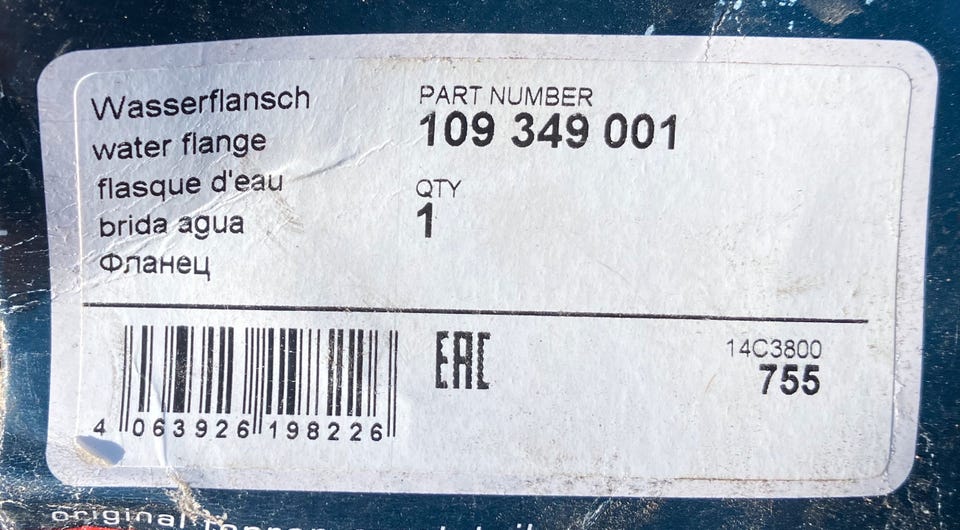 Wasserflansch
water flange
flasque d'eau
brida agua
Фланец
PART NUMBER
109 349 001
QTY
1
4 063926 198226
EAC
14C3800
755
original